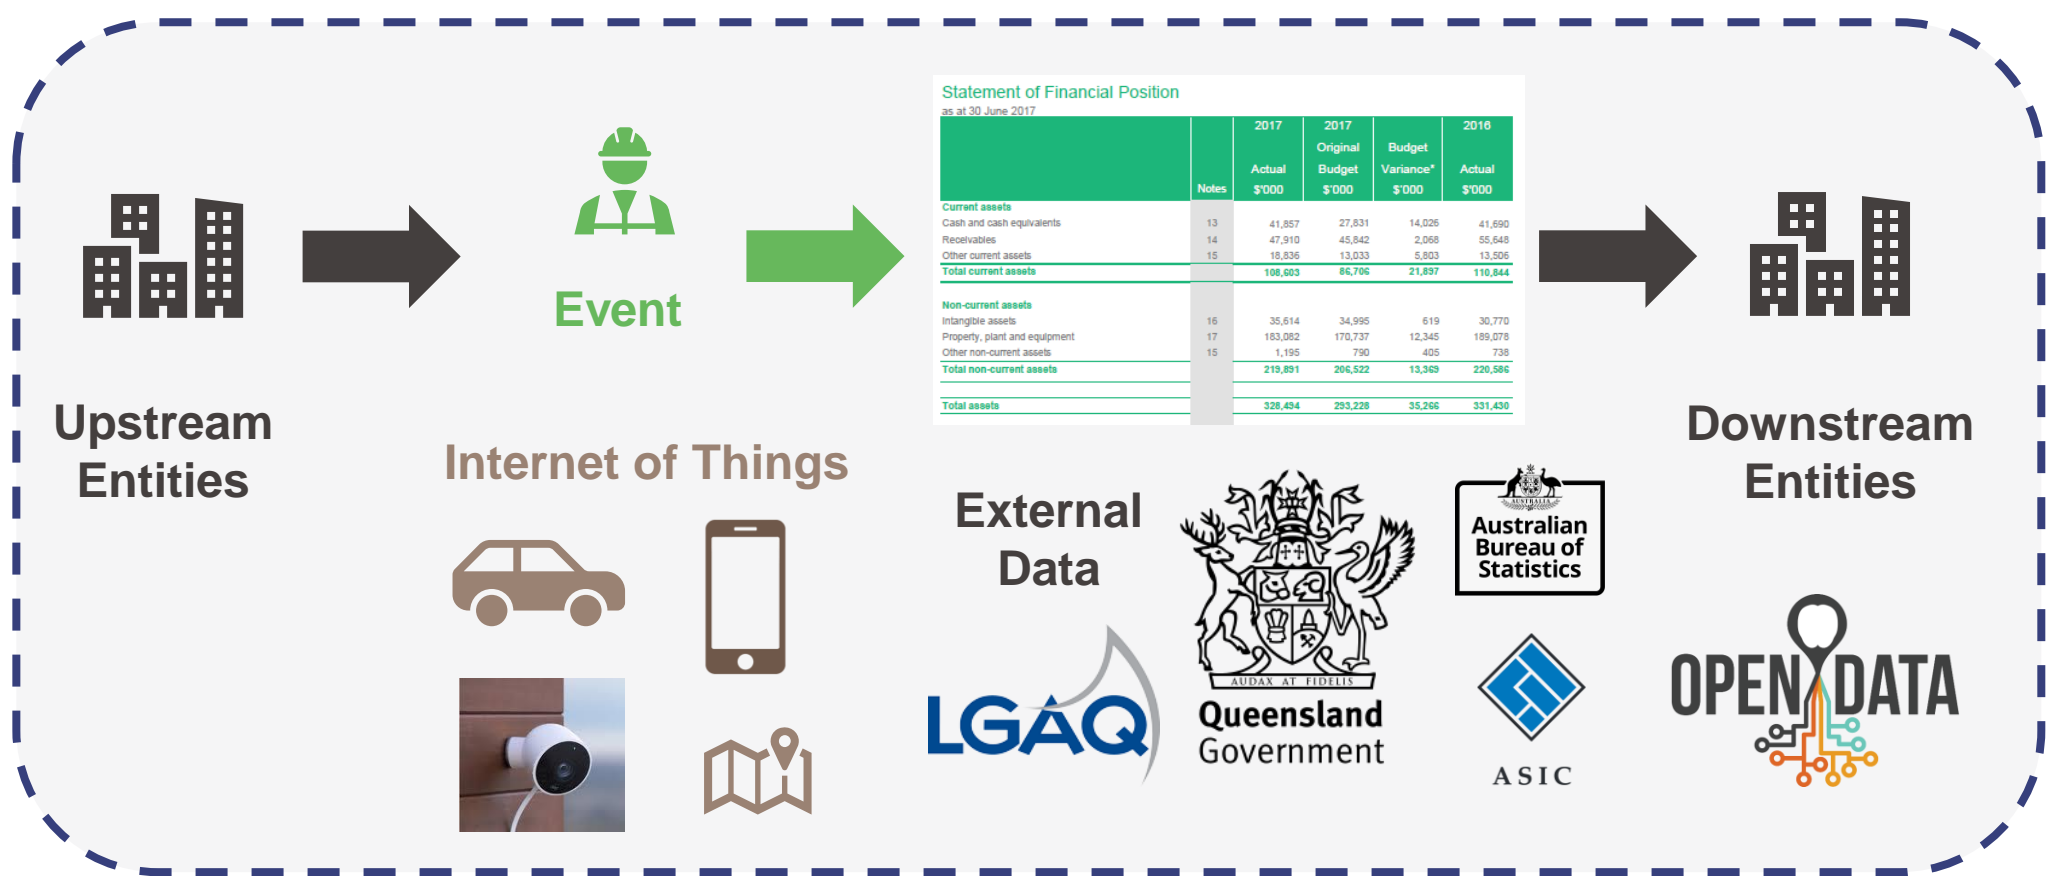 Statement of Financial Position
as at 30 June 2017
2017 2017 2016
Original Budget
Actual Budget Variance* Actual
Notes $'000 $'000 $'000 $'000
Current assets
Cash and cash equivalents 13 41,857 27,831 14,026 41,690
Receivables 14 47,910 45,842 2,068 55,648
Other current assets 15 18,836 13,033 5,803 13,506
Total current assets 108,603 86,706 21,897 110,844
Non-current assets
Intangible assets 16 35,614 34,995 619 30,770
Property, plant and equipment 17 183,082 170,737 12,345 189,078
Other non-current assets 15 1,195 790 405 738
Total non-current assets 219,891 206,522 13,369 220,586
Total assets 328,494 293,228 35,266 331,430
Event
Upstream
Entities
Downstream
Entities
Internet of Things
External
Data
AUSTRALIA
Australian
Bureau of
Statistics
AUDAX AT FIDELIS
Queensland
Government
LGAQ
ASIC
OPEN DATA